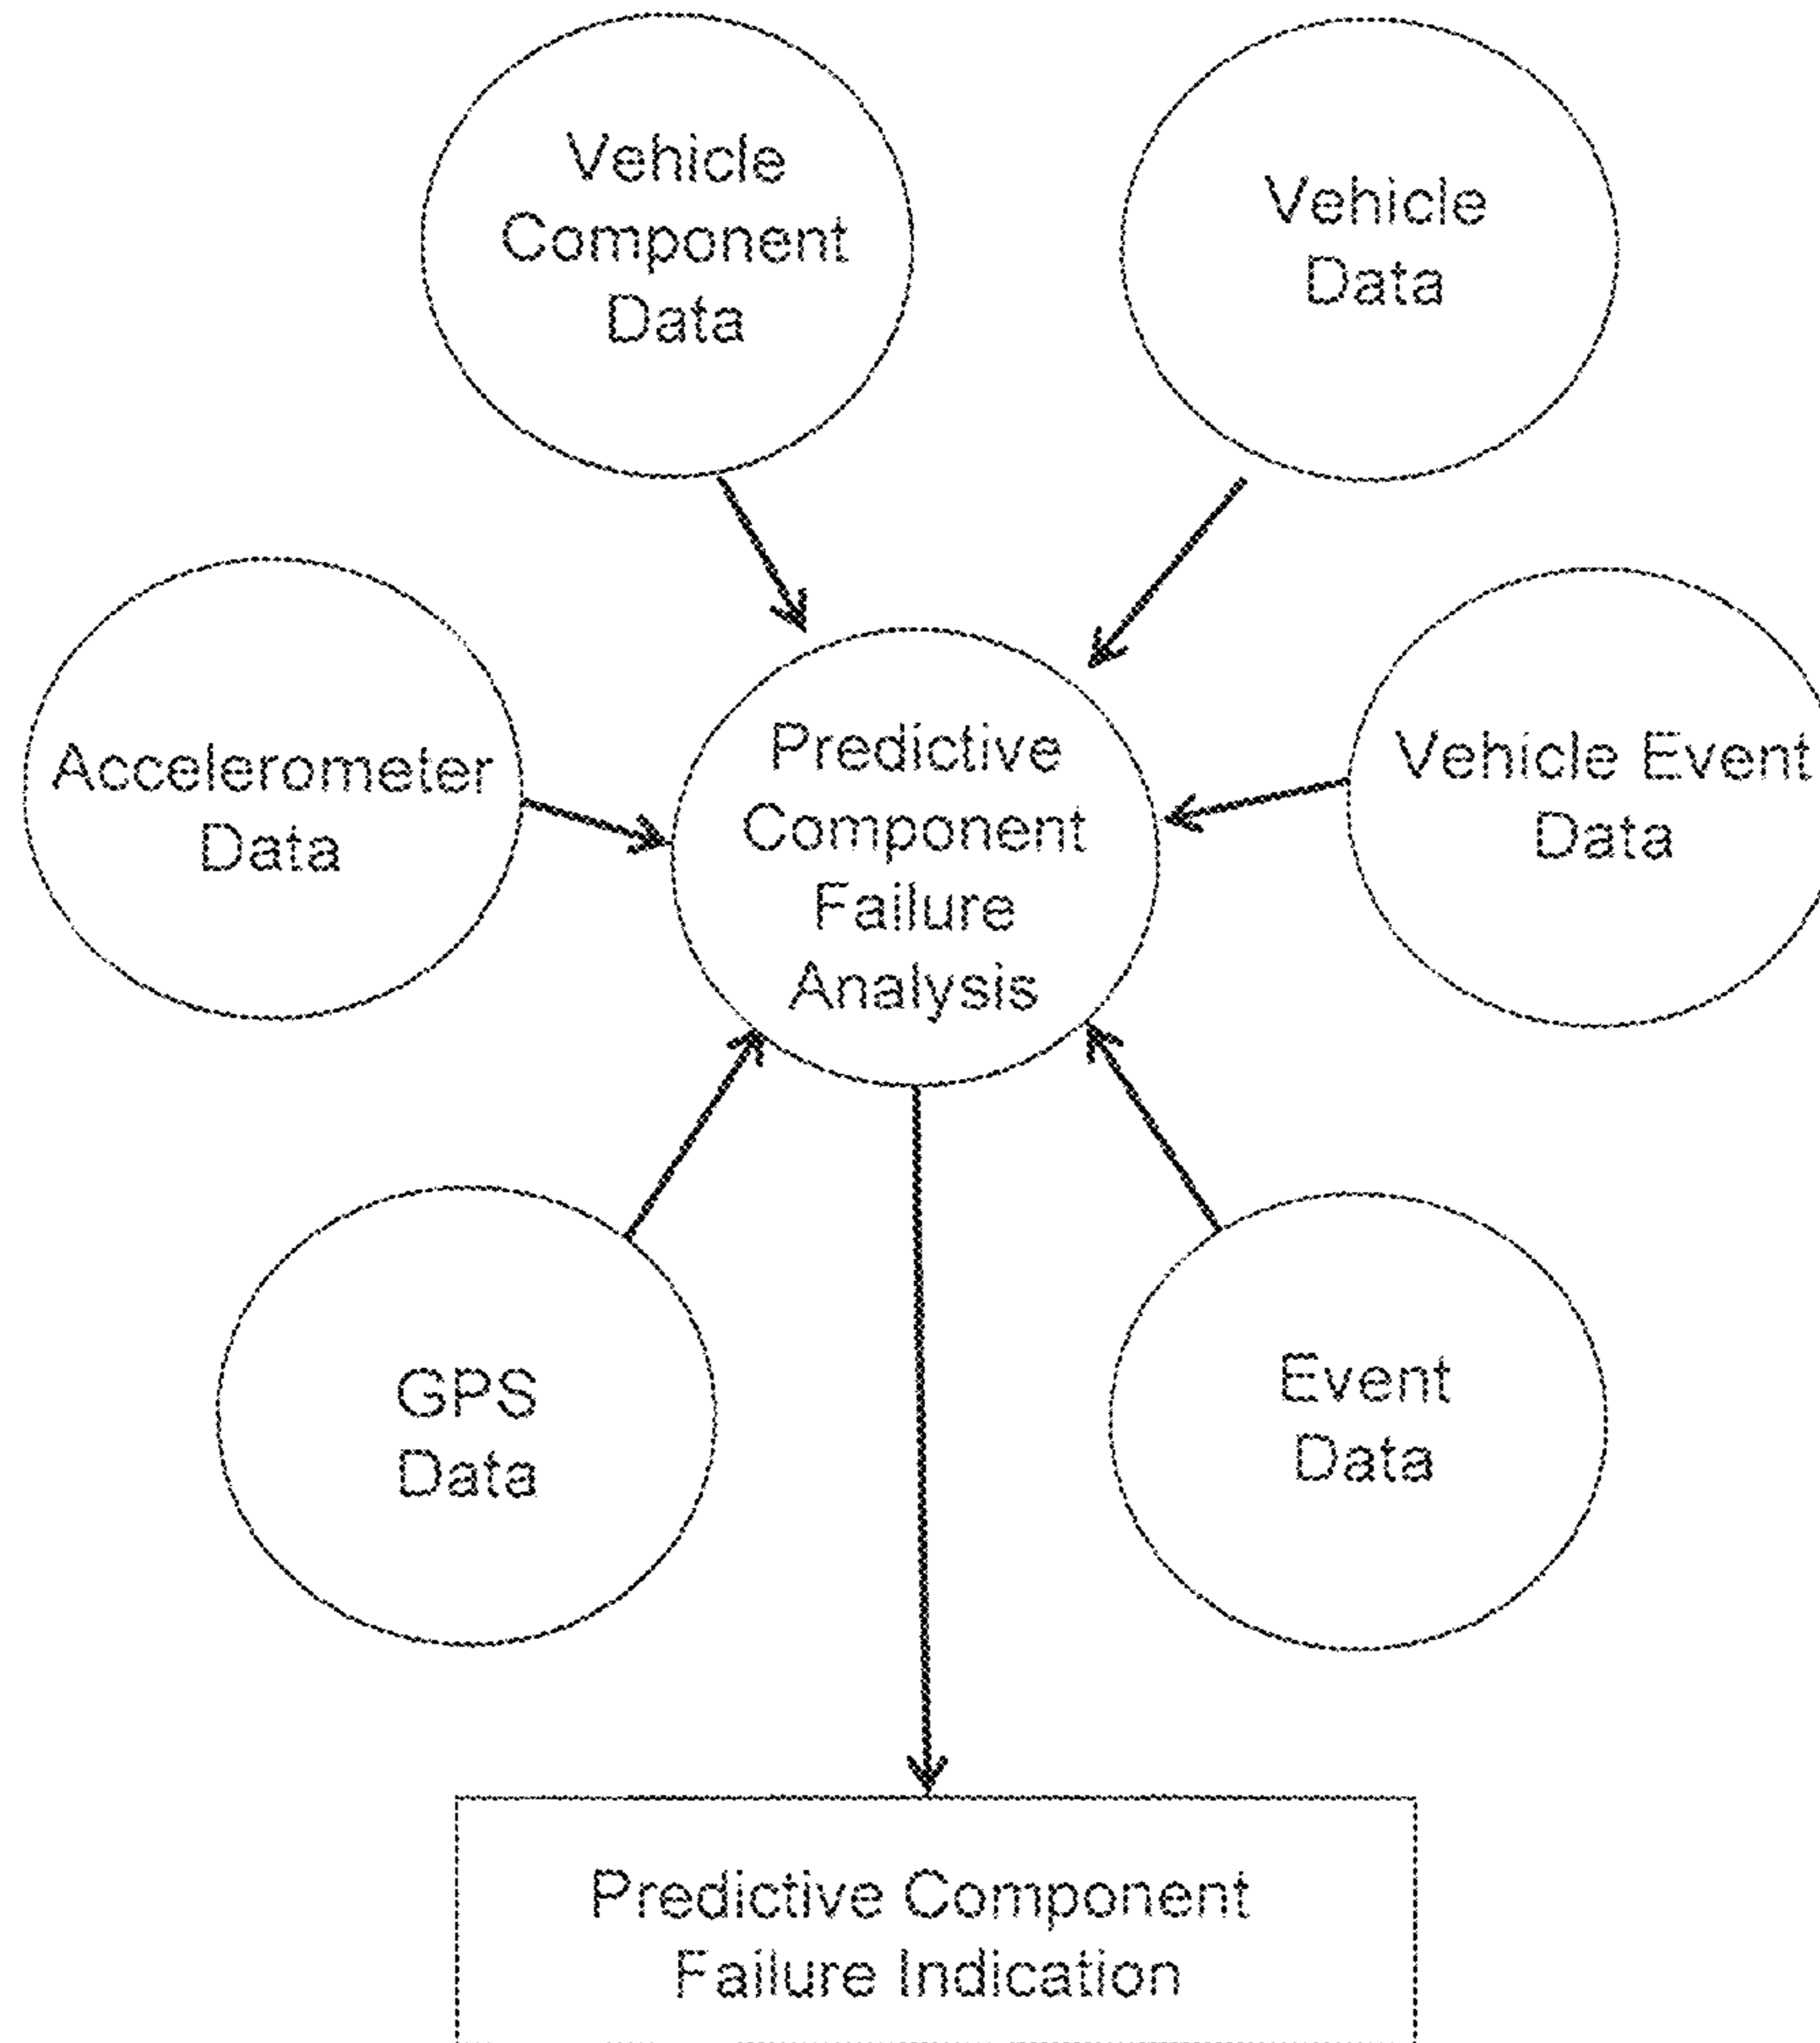 Vehicle
Component
Data
Vehicle
Data
Accelerometer
Data
Predictive
Component
Failure
Analysis
Vehicle Event
Data
GPS
Data
Event
Data
Predictive Component
Failure Indication